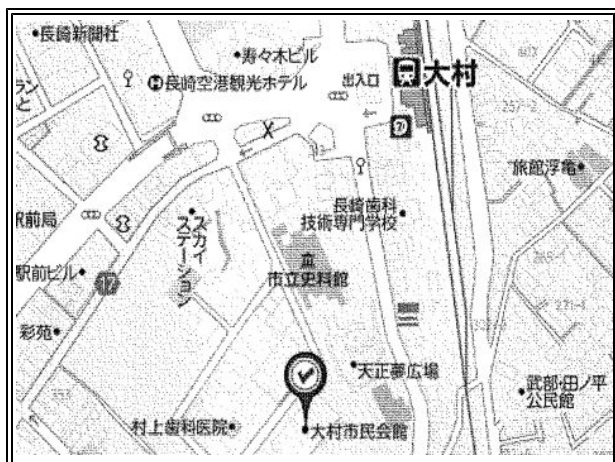 長崎新聞社
寿々木ビル
長崎空港観光ホテル
出入口
大村
旅館浮亀
長崎歯科
技術専門学校
駅前局
スカイ
ステーション
市立史料館
駅前ビル
17
彩苑
天正夢広場
武部・田ノ平
公民館
村上歯科医院
大村市民会館